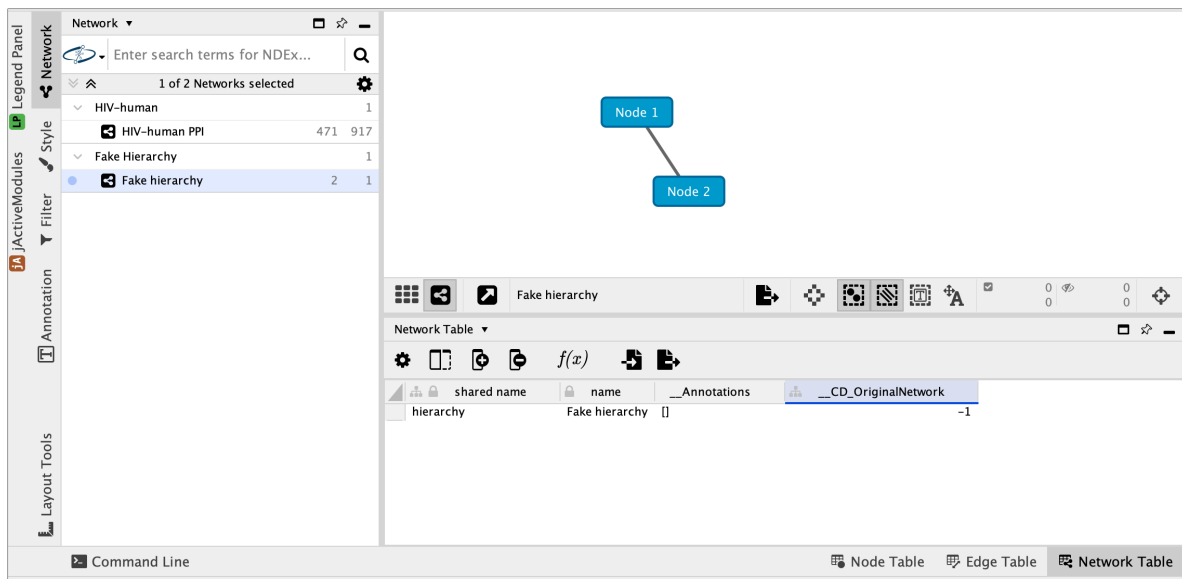 LP Legend Panel
jA jActiveModules
Network
Style
Filter
T Annotation
Layout Tools
Network ▼
Enter search terms for NDEx...
1 of 2 Networks selected
HIV-human 1
HIV-human PPI 471 917
Fake Hierarchy 1
Fake hierarchy 2 1
Node 1
Node 2
Fake hierarchy T A 0 0
0 0
Network Table ▼
f(x)
shared name name __Annotations __CD_OriginalNetwork
hierarchy Fake hierarchy [] -1
Command Line Node Table Edge Table Network Table